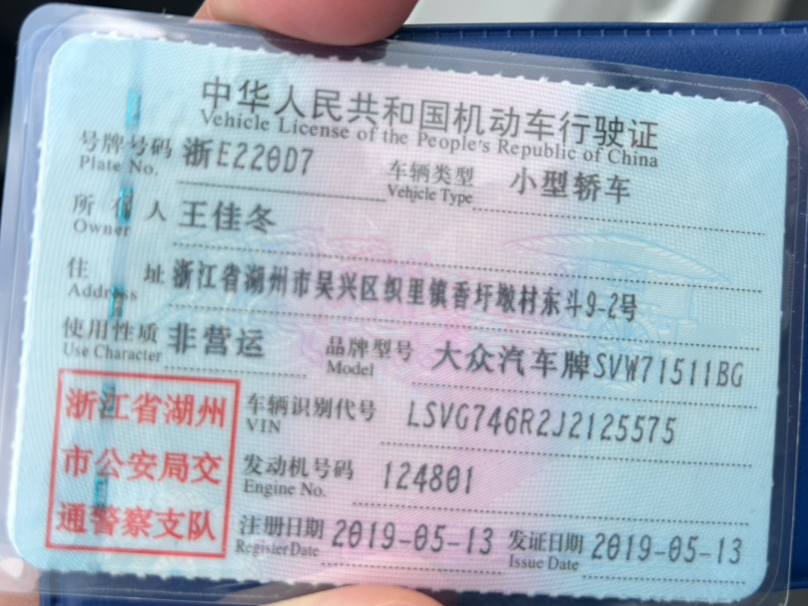 中华人民共和国机动车行驶证
Vehicle License of the People's Republic of China
号牌号码 浙E220D7 车辆类型 小型轿车
Plate No. Vehicle Type
所有人 王佳冬
Owner
住址 浙江省湖州市吴兴区织里镇香圩墩村东斗9-2号
Address
使用性质 非营运 品牌型号 大众汽车牌SVW71511BG
Use Character Model
浙江省湖州
市公安局交
通警察支队
车辆识别代号 LSVG746R2J2125575
VIN
发动机号码 124801
Engine No.
注册日期 2019-05-13 发证日期 2019-05-13
Register Date Issue Date